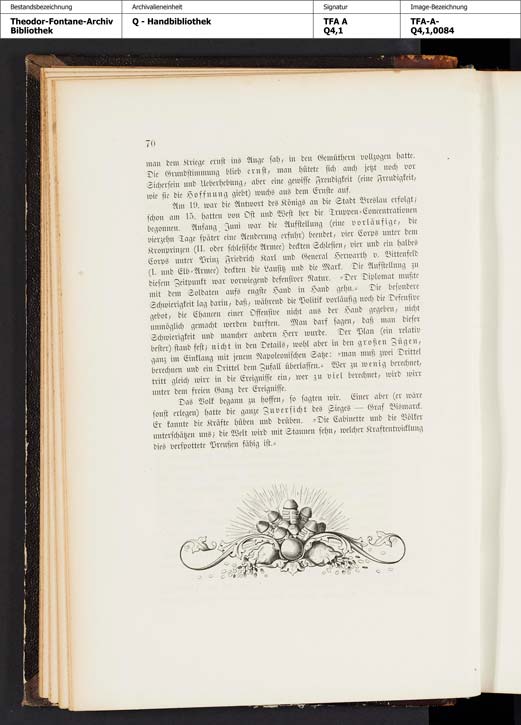 Bestandsbezeichnung
Archivalieneinheit
Signatur
Image-Bezeichnung
Theodor-Fontane-Archiv
Bibliothek
Q - Handbibliothek
TFA A
Q4,1
TFA-A-
Q4,1,0084
70
man dem Kriege ernst ins Auge sah, in den Gemüthern vollzogen hatte.
Die Grundstimmung blieb ernst, man hütete sich auch jetzt noch vor
Sichersein und Ueberhebung, aber eine gewisse Freudigkeit (eine Freudigkeit,
wie sie die Hoffnung giebt) wuchs aus dem Ernste auf.
Am 19. war die Antwort des Königs an die Stadt Breslau erfolgt;
schon am 15. hatten von Ost und West her die Truppen-Concentrationen
begonnen. Anfang Juni war die Aufstellung (eine vorläufige, die
vierzehn Tage später eine Aenderung erfuhr) beendet, vier Corps unter dem
Kronprinzen (II. oder schlesische Armee) deckten Schlesien, vier und ein halbes
Corps unter Prinz Friedrich Karl und General Herwarth v. Bittenfeld
(I. und Elb-Armee) deckten die Lausitz und die Mark. Die Aufstellung zu
diesem Zeitpunkt war vorwiegend defensiver Natur. »Der Diplomat mußte
mit dem Soldaten aufs engste Hand in Hand gehn.« Die besondere
Schwierigkeit lag darin, daß, während die Politik vorläufig noch die Defensive
gebot, die Chancen einer Offensive nicht aus der Hand gegeben, nicht
unmöglich gemacht werden durften. Man darf sagen, daß man dieser
Schwierigkeit und mancher andern Herr wurde. Der Plan (ein relativ
bester) stand fest; nicht in den Details, wohl aber in den großen Zügen,
ganz im Einklang mit jenem Napoleonischen Satze: »man muß zwei Drittel
berechnen und ein Drittel dem Zufall überlassen.« Wer zu wenig berechnet,
tritt gleich wirr in die Ereignisse ein, wer zu viel berechnet, wird wirr
unter dem freien Gang der Ereignisse.
Das Volk begann zu hoffen, so sagten wir. Einer aber (er wäre
sonst erlegen) hatte die ganze Zuversicht des Sieges — Graf Bismarck.
Er kannte die Kräfte hüben und drüben. »Die Cabinette und die Völker
unterschätzen uns; die Welt wird mit Staunen sehn, welcher Kraftentwicklung
dies verspottete Preußen fähig ist.«